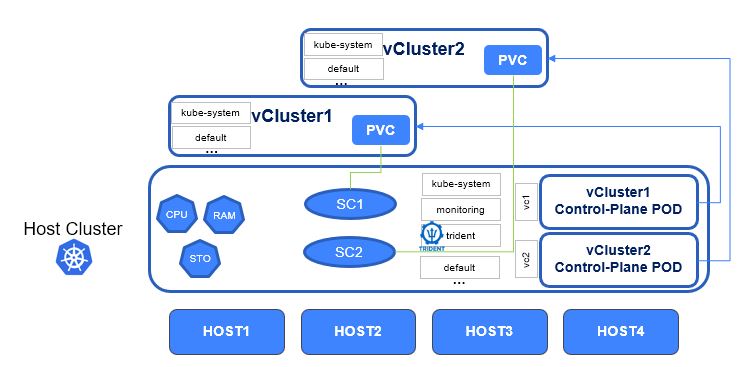 kube-system
vCluster2
default
...
PVC
kube-system
vCluster1
default
...
PVC
Host Cluster
CPU
RAM
STO
SC1
SC2
kube-system
monitoring
trident
TRIDENT
default
...
vc1
vCluster1
Control-Plane POD
vc2
vCluster2
Control-Plane POD
HOST1
HOST2
HOST3
HOST4